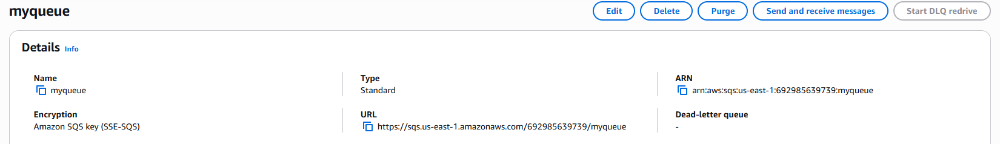 myqueue
Edit
Delete
Purge
Send and receive messages
Start DLQ redrive
Details Info
Name
myqueue
Type
Standard
ARN
arn:aws:sqs:us-east-1:692985639739:myqueue
Encryption
Amazon SQS key (SSE-SQS)
URL
https://sqs.us-east-1.amazonaws.com/692985639739/myqueue
Dead-letter queue
-